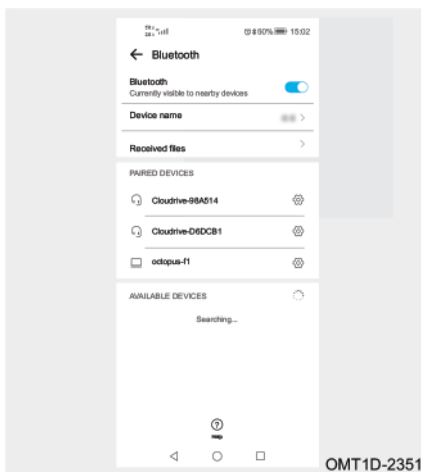 60% 15:02
Bluetooth
Bluetooth
Currently visible to nearby devices
Device name
Received files
PAIRED DEVICES
Cloudrive-98A514
Cloudrive-D6DCB1
octopus-f1
AVAILABLE DEVICES
Searching...
OMT1D-2351